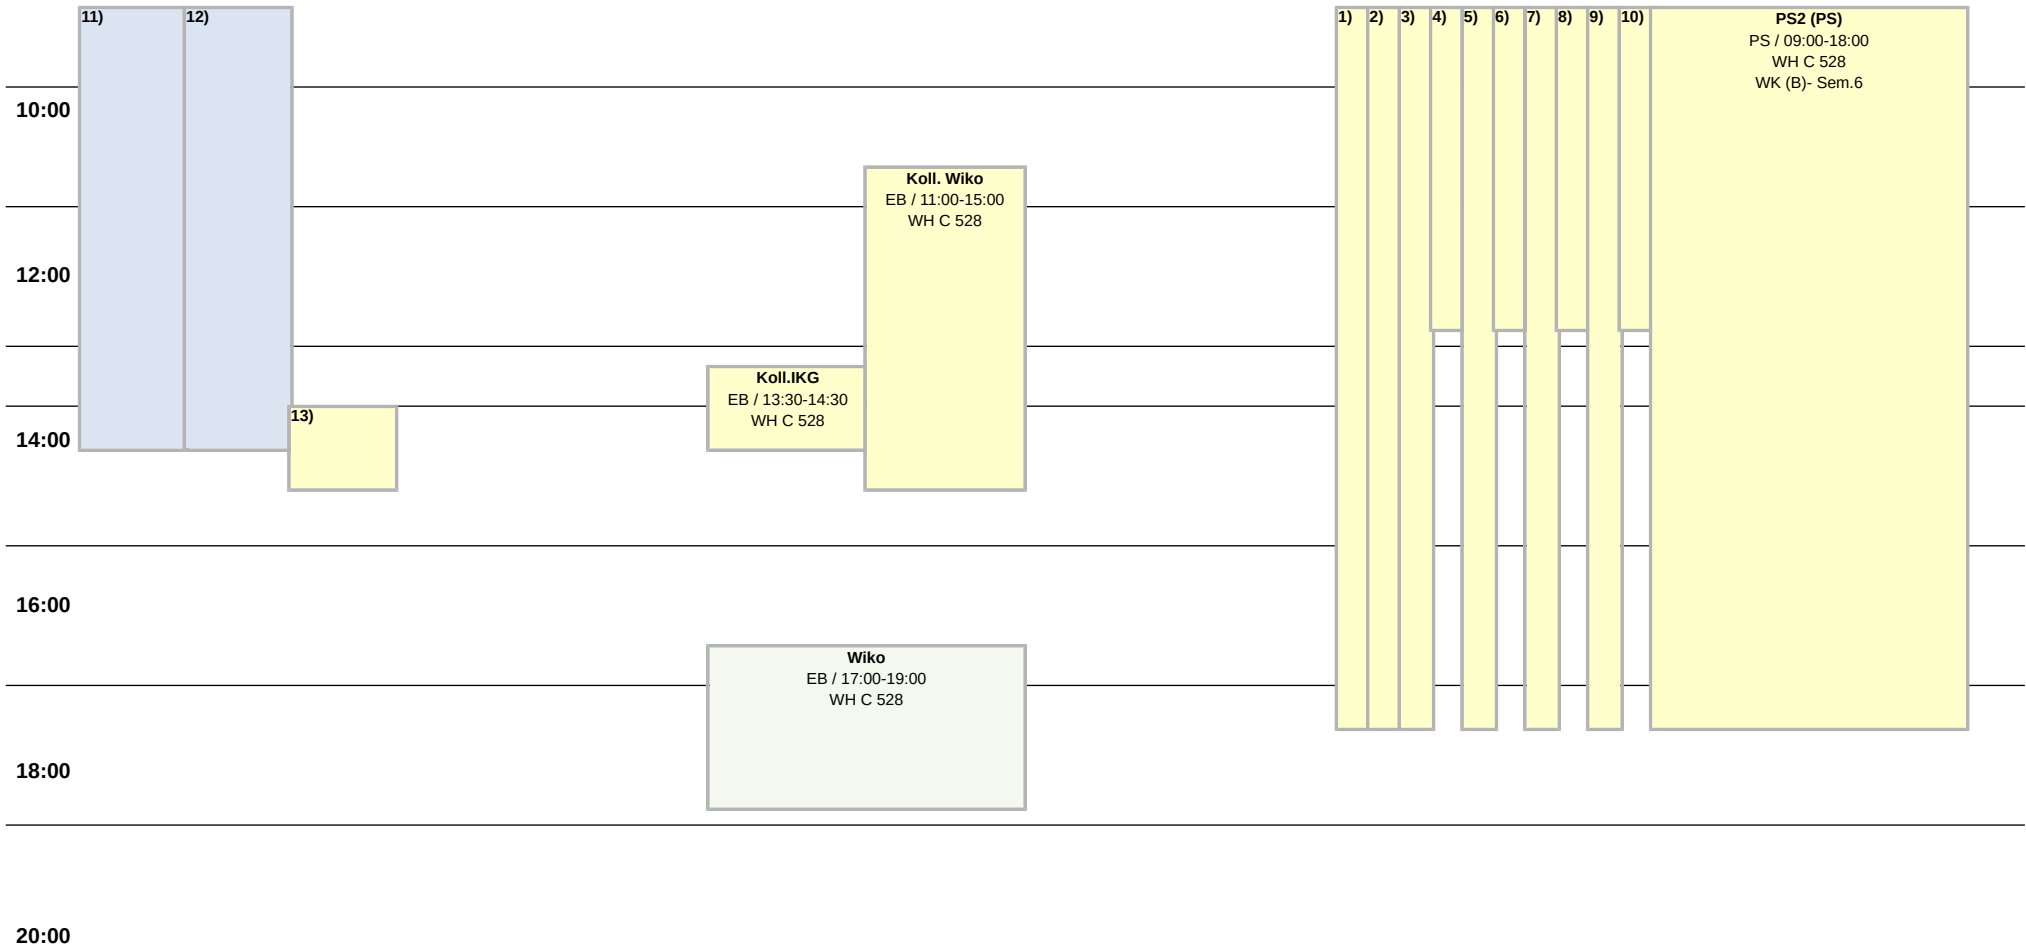 11)
12)
1)
2)
3)
4)
5)
6)
7)
8)
9)
10)
PS2 (PS)
PS / 09:00-18:00
WH C 528
WK (B)- Sem.6
10:00
Koll. Wiko
EB / 11:00-15:00
WH C 528
12:00
Koll.IKG
EB / 13:30-14:30
WH C 528
13)
14:00
16:00
Wiko
EB / 17:00-19:00
WH C 528
18:00
20:00